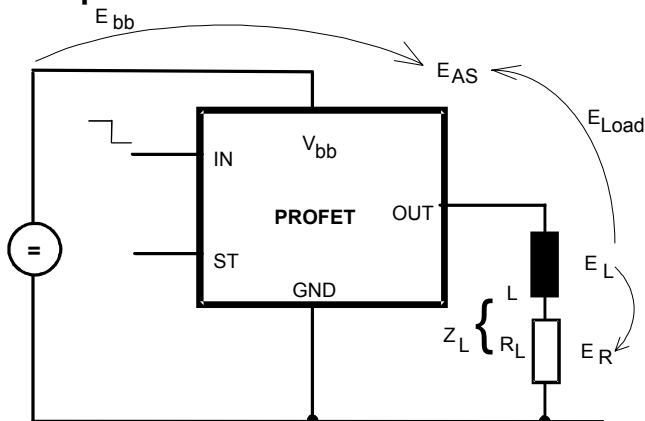 E bb
E AS
E Load
V bb
IN
PROFET
OUT
=
ST
GND
E L
L
Z L { R L
E R